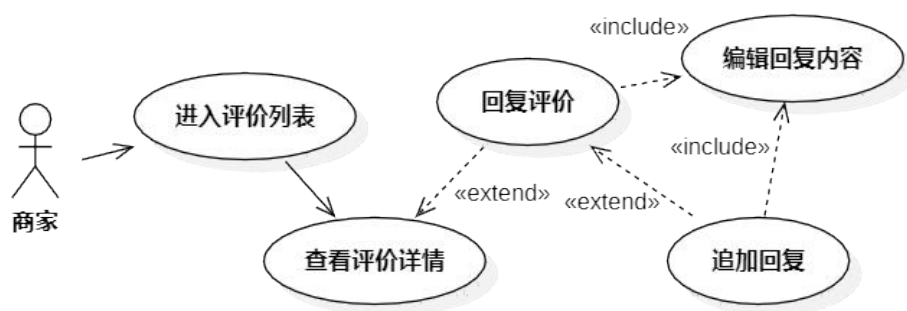 «include»
编辑回复内容
回复评价
进入评价列表
«include»
«extend»
«extend»
商家
查看评价详情
追加回复